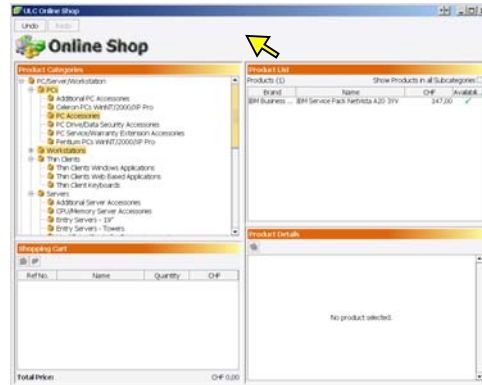 ULC Online Shop
Undo Redo
Online Shop
Product Categories
PC/Server/Workstation
PCs
Additional PC Accessories
Celeron PCs WinNT/2000/XP Pro
PC Accessories
PC Drive/Data Security Accessories
PC Service/Warranty Extension Accessories
Pentium PCs WinNT/2000/XP Pro
Workstations
Thin Clients
Thin Clients Windows Applications
Thin Clients Web Based Applications
Thin Client Keyboards
Servers
Additional Server Accessories
CPU/Memory Server Accessories
Entry Servers - 19"
Entry Servers - Towers
Product List
Products (1) Show Products in all Subcategories
Brand Name CHF Availabili...
IBM Business ... IBM Service Pack Netvista A20 3YV 347,00
Shopping Cart
Ref No. Name Quantity CHF
Total Price: CHF 0,00
Product Details
No product selected.